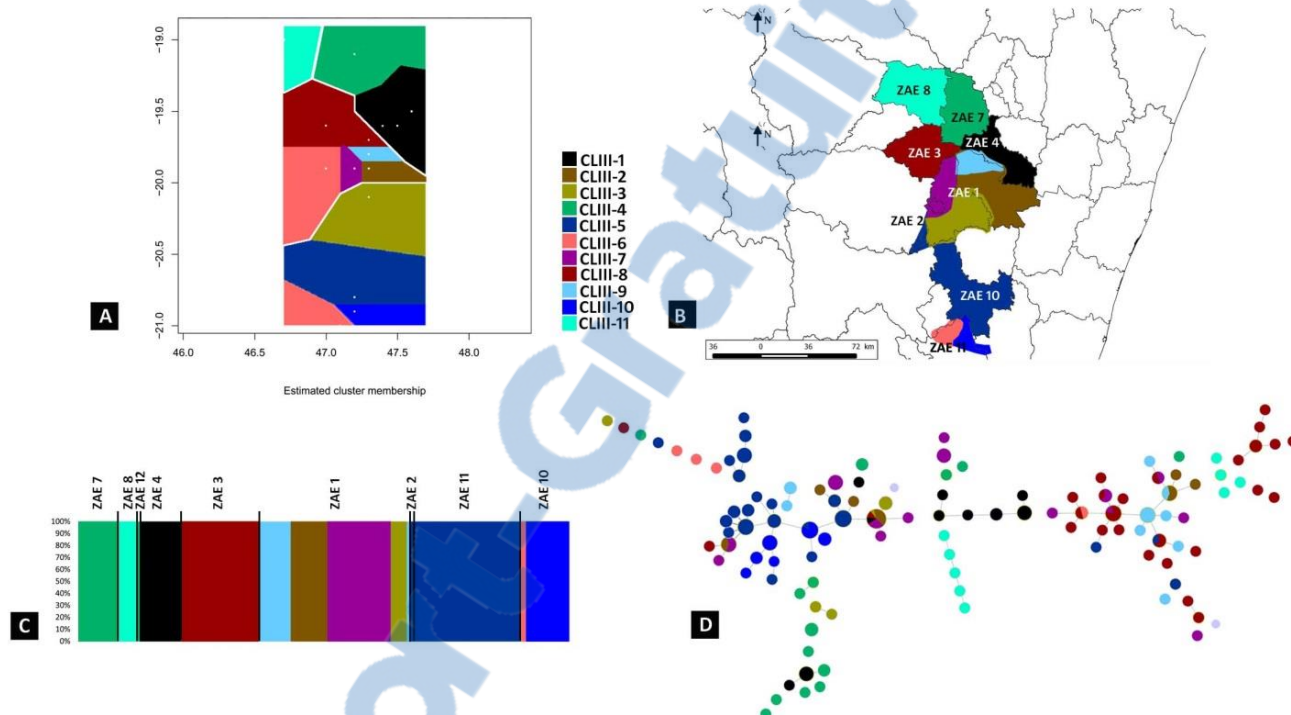 -19.0
-19.5
-20.0
-20.5
-21.0
46.0 46.5 47.0 47.5 48.0
Estimated cluster membership
A
CLIII-1
CLIII-2
CLIII-3
CLIII-4
CLIII-5
CLIII-6
CLIII-7
CLIII-8
CLIII-9
CLIII-10
CLIII-11
N
N
ZAE 8
ZAE 7
ZAE 4
ZAE 3
ZAE 1
ZAE 2
ZAE 10
ZAE 11
B
36 0 36 72 km
ZAE 7 ZAE 8 ZAE 12 ZAE 4 ZAE 3 ZAE 1 ZAE 2 ZAE 11 ZAE 10
100%
90%
80%
70%
60%
50%
40%
30%
20%
10%
0%
C
D
rt-Gratuit